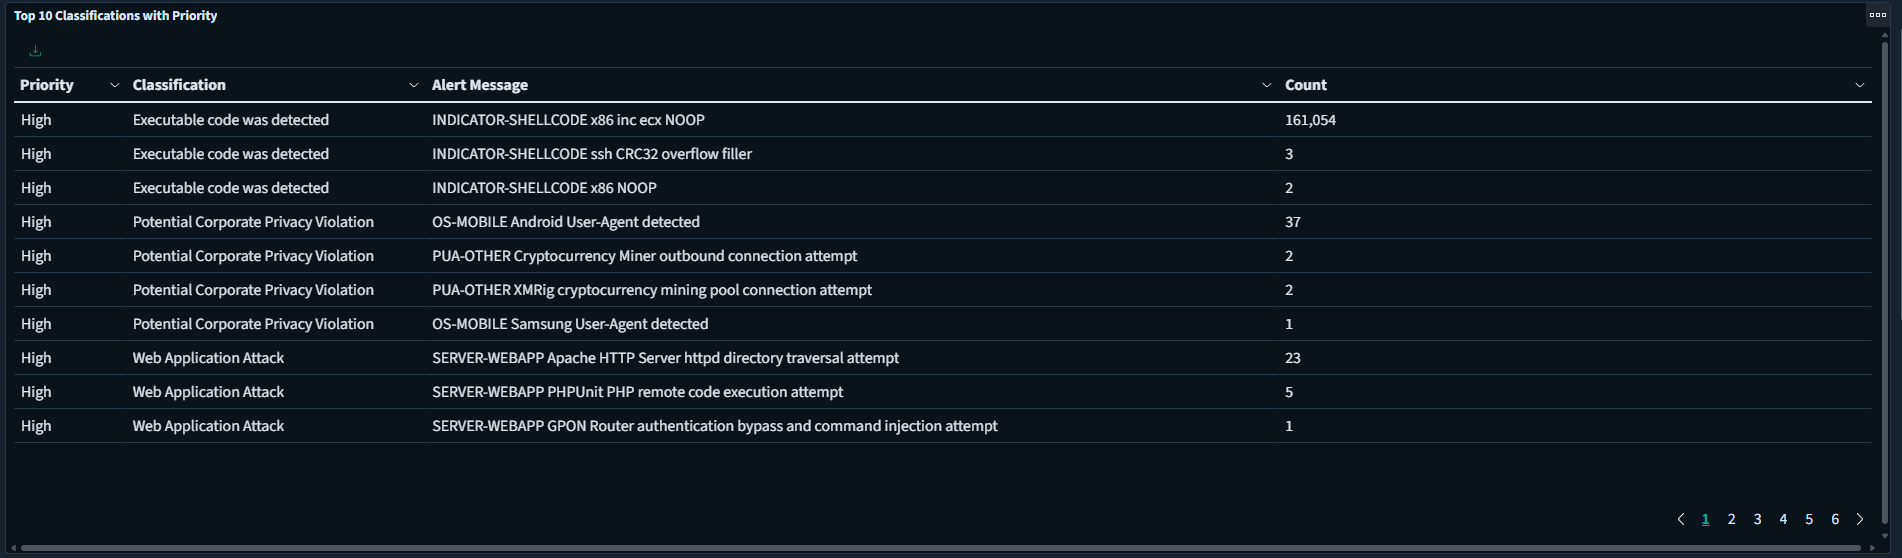 Top 10 Classifications with Priority
Priority Classification Alert Message Count
High Executable code was detected INDICATOR-SHELLCODE x86 inc ecx NOOP 161,054
High Executable code was detected INDICATOR-SHELLCODE ssh CRC32 overflow filler 3
High Executable code was detected INDICATOR-SHELLCODE x86 NOOP 2
High Potential Corporate Privacy Violation OS-MOBILE Android User-Agent detected 37
High Potential Corporate Privacy Violation PUA-OTHER Cryptocurrency Miner outbound connection attempt 2
High Potential Corporate Privacy Violation PUA-OTHER XMRig cryptocurrency mining pool connection attempt 2
High Potential Corporate Privacy Violation OS-MOBILE Samsung User-Agent detected 1
High Web Application Attack SERVER-WEBAPP Apache HTTP Server httpd directory traversal attempt 23
High Web Application Attack SERVER-WEBAPP PHPUnit PHP remote code execution attempt 5
High Web Application Attack SERVER-WEBAPP GPON Router authentication bypass and command injection attempt 1
1 2 3 4 5 6